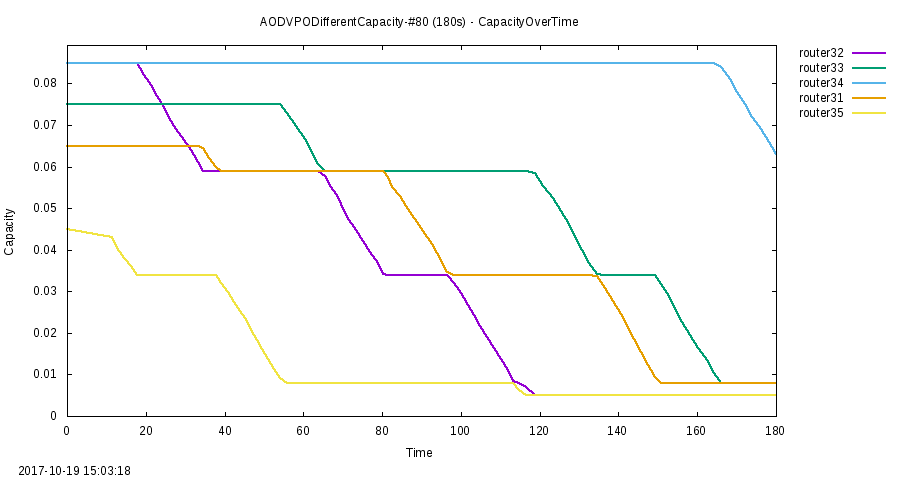 AODVPODifferentCapacity-#80 (180s) - CapacityOverTime
router32
router33
router34
router31
router35
0.08
0.07
0.06
0.05
0.04
0.03
0.02
0.01
0
Capacity
0 20 40 60 80 100 120 140 160 180
Time
2017-10-19 15:03:18